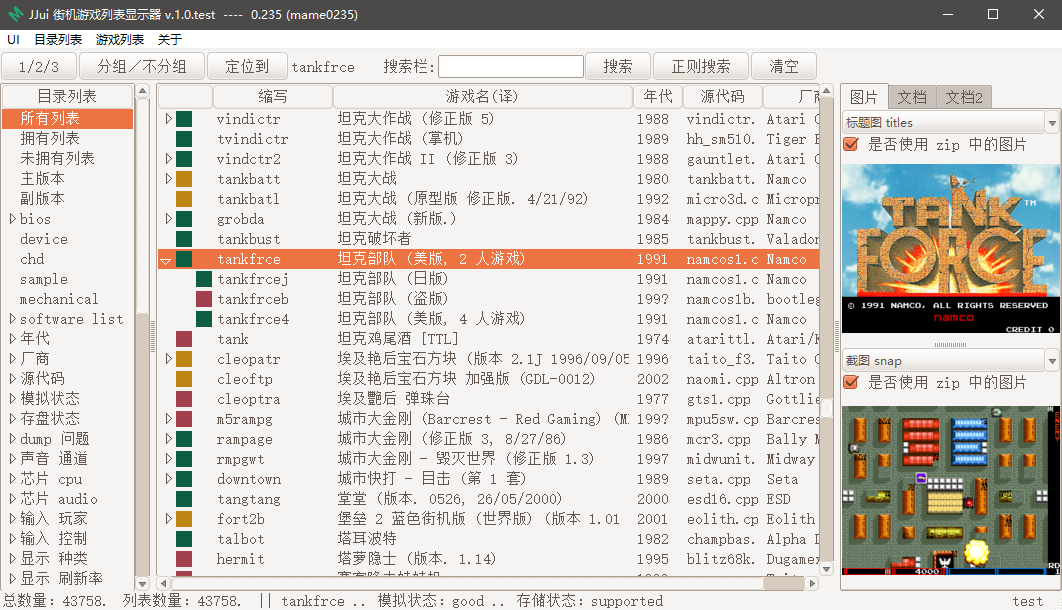 JJui 街机游戏列表显示器 v.1.0.test ---- 0.235 (mame0235)
UI 目录列表 游戏列表 关于
1/2/3 分组／不分组 定位到 tankfrce 搜索栏: 搜索 正则搜索 清空
目录列表
所有列表
拥有列表
未拥有列表
主版本
副版本
bios
device
chd
sample
mechanical
software list
年代
厂商
源代码
模拟状态
存盘状态
dump 问题
声音 通道
芯片 cpu
芯片 audio
输入 玩家
输入 控制
显示 种类
显示 刷新率
缩写 游戏名(译) 年代 源代码 厂商
vindictr 坦克大作战 (修正版 5) 1988 vindictr. Atari G
tvindictr 坦克大作战 (掌机) 1989 hh_sm510. Tiger E
vindctr2 坦克大作战 II (修正版 3) 1988 gauntlet. Atari G
tankbatt 坦克大战 1980 tankbatt. Namco
tankbatl 坦克大战 (原型版 修正版. 4/21/92) 1992 micro3d.c Micropr
grobda 坦克大战 (新版.) 1984 mappy.cpp Namco
tankbust 坦克破坏者 1985 tankbust. Valadon
tankfrce 坦克部队 (美版, 2 人游戏) 1991 namcos1.c Namco
tankfrcej 坦克部队 (日版) 1991 namcos1.c Namco
tankfrceb 坦克部队 (盗版) 199? namcos1b. bootleg
tankfrce4 坦克部队 (美版, 4 人游戏) 1991 namcos1.c Namco
tank 坦克鸡尾酒 [TTL] 1974 atarittl. Atari/K
cleopatr 埃及艳后宝石方块 (版本 2.1J 1996/09/05 1996 taito_f3. Taito C
cleoftp 埃及艳后宝石方块 加强版 (GDL-0012) 2002 naomi.cpp Altron
cleoptra 埃及艷后 弹珠台 1977 gts1.cpp Gottlie
m5rampg 城市大金刚 (Barcrest - Red Gaming) (M 199? mpu5sw.cp Barcres
rampage 城市大金刚 (修正版 3, 8/27/86) 1986 mcr3.cpp Bally M
rmpgwt 城市大金刚 - 毁灭世界 (修正版 1.3) 1997 midwunit. Midway
downtown 城市快打 - 目击 (第 1 套) 1989 seta.cpp Seta
tangtang 堂堂 (版本. 0526, 26/05/2000) 2000 esd16.cpp ESD
fort2b 堡垒 2 蓝色街机版 (世界版) (版本 1.01 2001 eolith.cp Eolith
talbot 塔耳波特 1982 champbas. Alpha D
hermit 塔萝隐士 (版本. 1.14) 1995 blitz68k. Dugamex
图片 文档 文档2
标题图 titles
是否使用 zip 中的图片
TANK
FORCE
TM
© 1991 NAMCO, ALL RIGHTS RESERVED
namco
CREDIT 0
截图 snap
是否使用 zip 中的图片
4000
总数量: 43758. 列表数量: 43758. || tankfrce .. 模拟状态：good .. 存储状态：supported test